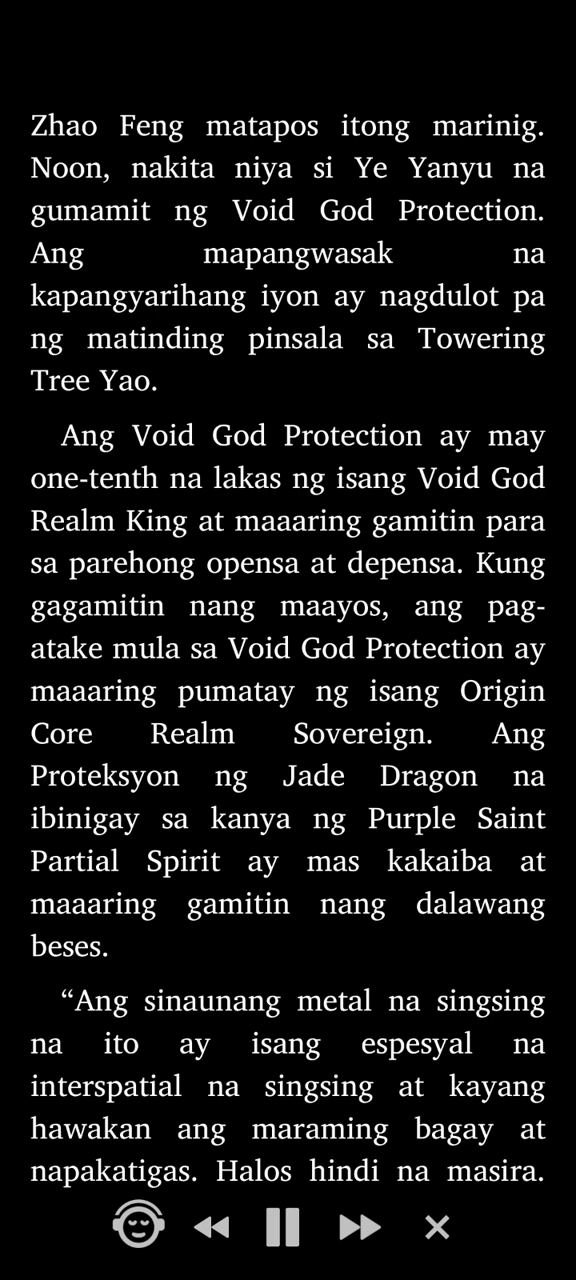 Zhao Feng matapos itong marinig.
Noon, nakita niya si Ye Yanyu na
gumamit ng Void God Protection.
Ang mapangwasak na
kapangyarihang iyon ay nagdulot pa
ng matinding pinsala sa Towering
Tree Yao.
Ang Void God Protection ay may
one-tenth na lakas ng isang Void God
Realm King at maaaring gamitin para
sa parehong opensa at depensa. Kung
gagamitin nang maayos, ang pag-
atake mula sa Void God Protection ay
maaaring pumatay ng isang Origin
Core Realm Sovereign. Ang
Proteksyon ng Jade Dragon na
ibinigay sa kanya ng Purple Saint
Partial Spirit ay mas kakaiba at
maaaring gamitin nang dalawang
beses.
“Ang sinaunang metal na singsing
na ito ay isang espesyal na
interspatial na singsing at kayang
hawakan ang maraming bagay at
napakatigas. Halos hindi na masira.